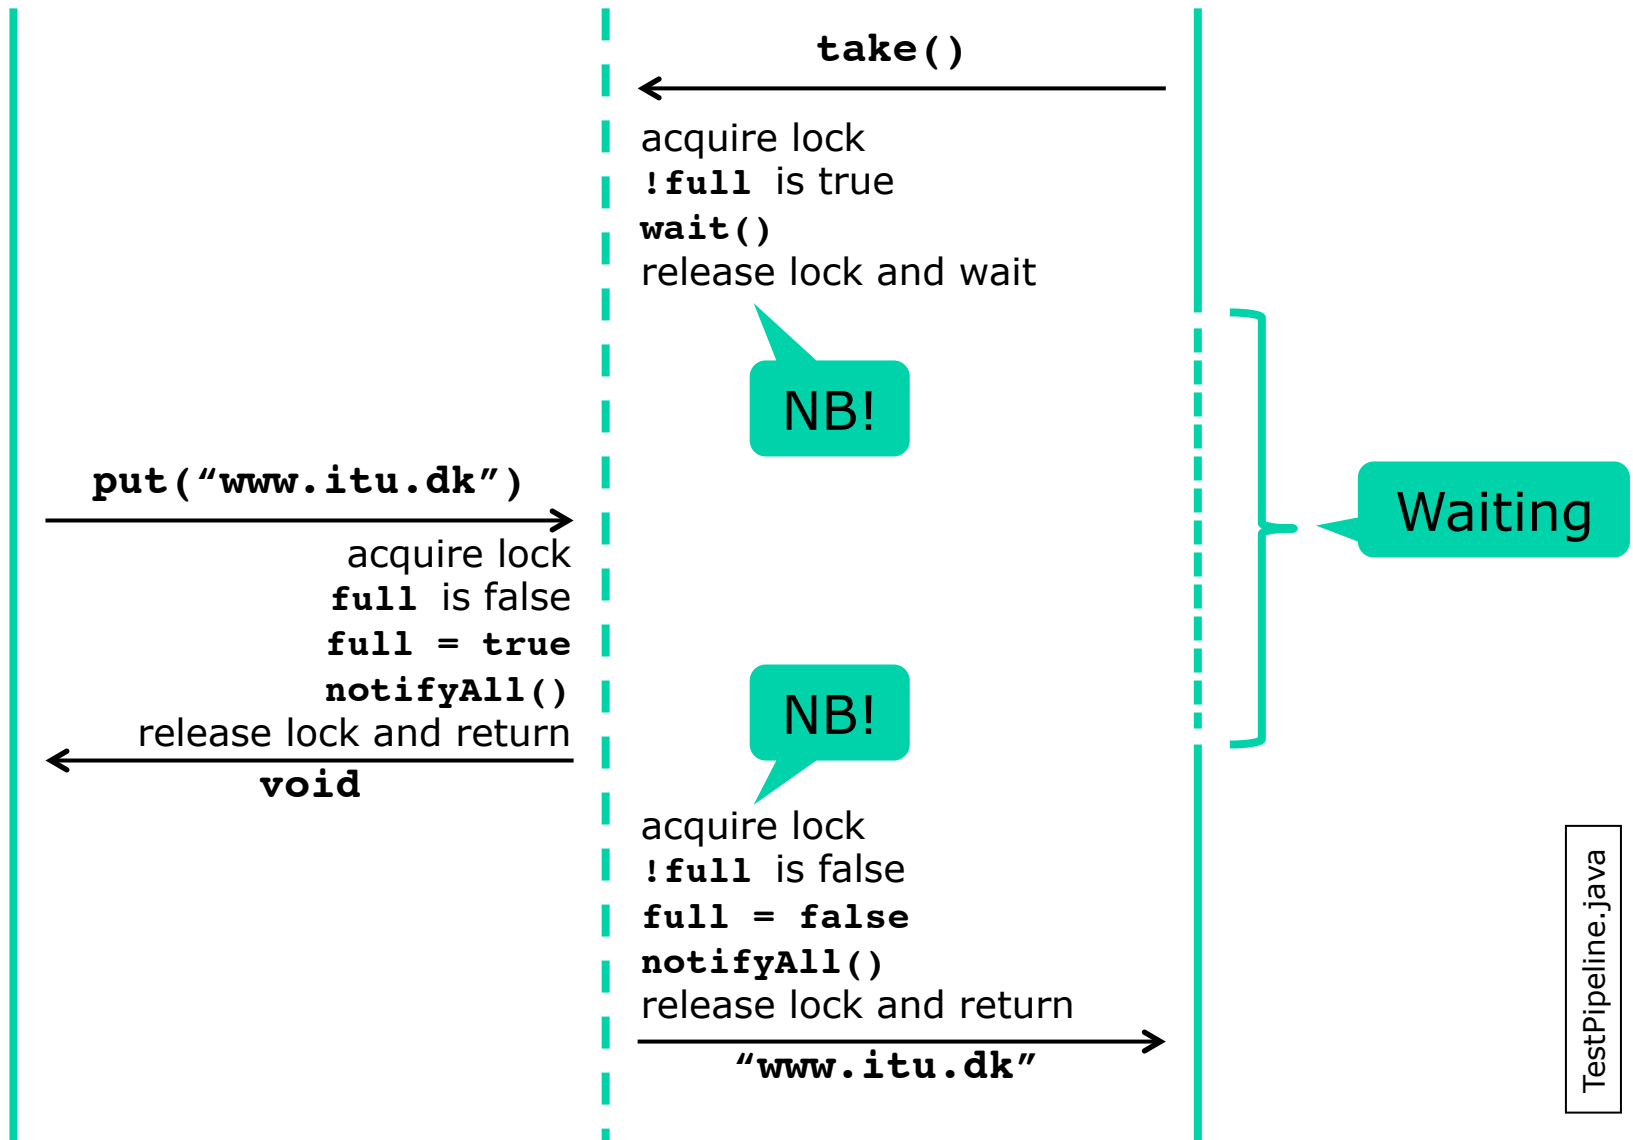 take()
acquire lock
!full is true
wait()
release lock and wait
NB!
put(“www.itu.dk”)
acquire lock
full is false
full = true
notifyAll()
release lock and return
void
Waiting
NB!
acquire lock
!full is false
full = false
notifyAll()
release lock and return
“www.itu.dk”
TestPipeline.java